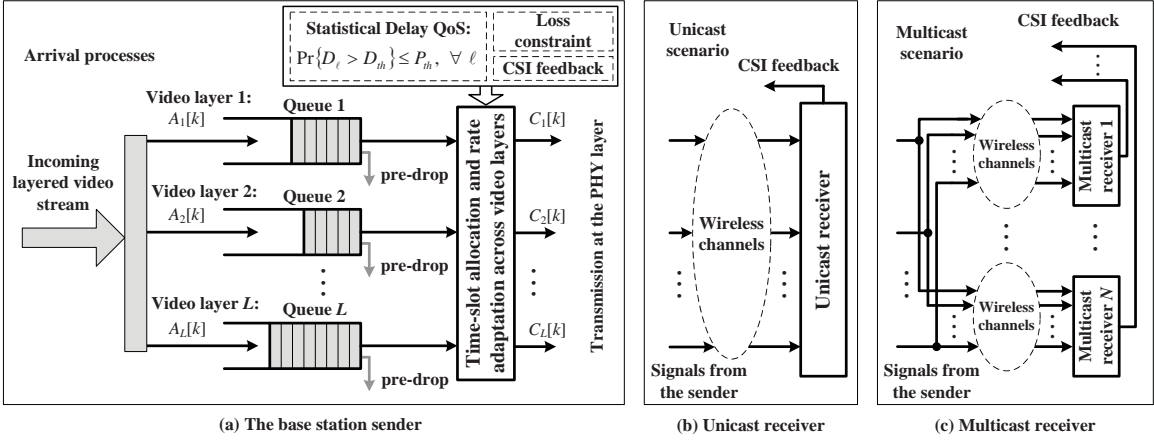 Arrival processes
Statistical Delay QoS:
Pr{D_ℓ > D_th} ≤ P_th, ∀ ℓ
Loss
constraint
CSI feedback
Incoming
layered video
stream
Video layer 1:
A_1[k]
Queue 1
pre-drop
Video layer 2:
A_2[k]
Queue 2
pre-drop
Video layer L:
A_L[k]
Queue L
pre-drop
Time-slot allocation and rate
adaptation across video layers
C_1[k]
C_2[k]
C_L[k]
Transmission at the PHY layer
(a) The base station sender
Unicast
scenario
CSI feedback
Wireless
channels
Unicast receiver
Signals from
the sender
(b) Unicast receiver
Multicast
scenario
CSI feedback
Wireless
channels
Multicast
receiver 1
Wireless
channels
Multicast
receiver N
Signals from
the sender
(c) Multicast receiver